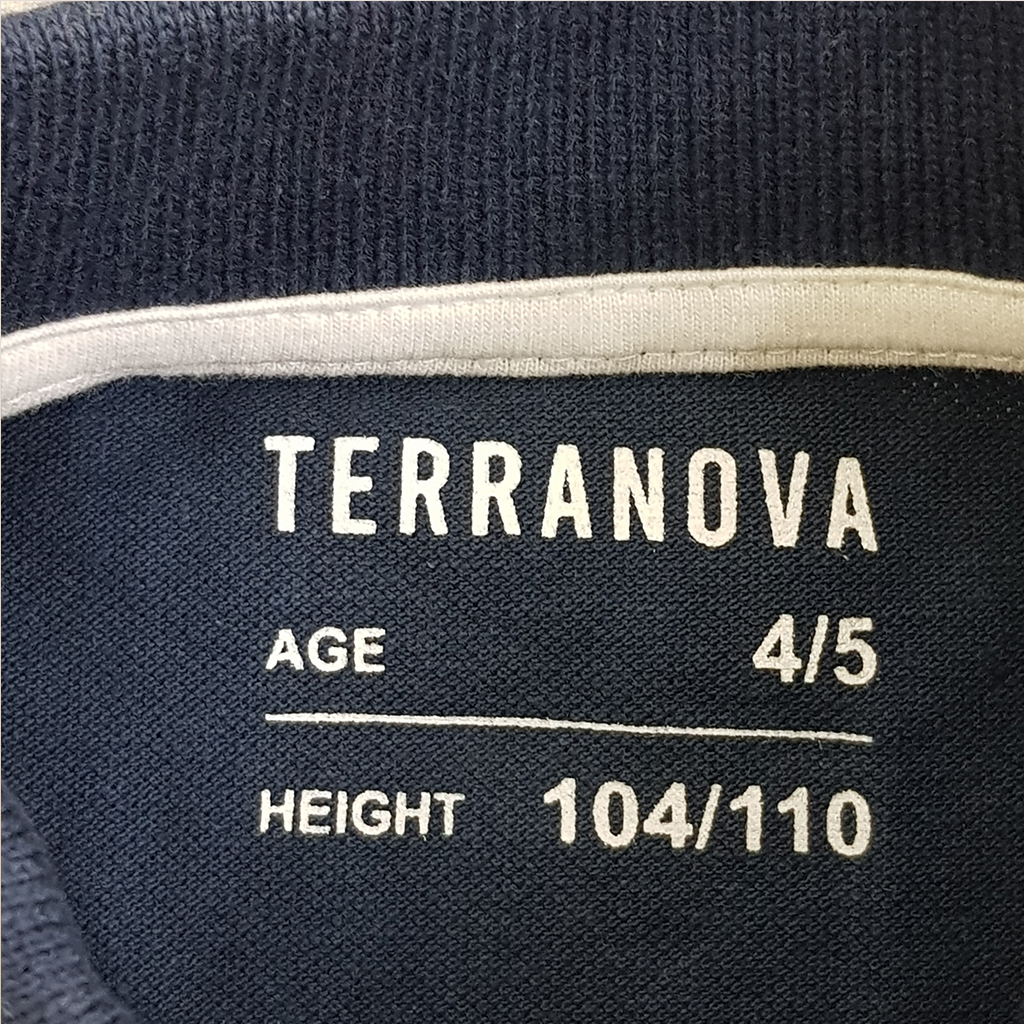 TERRANOVA
AGE 4/5
HEIGHT 104/110